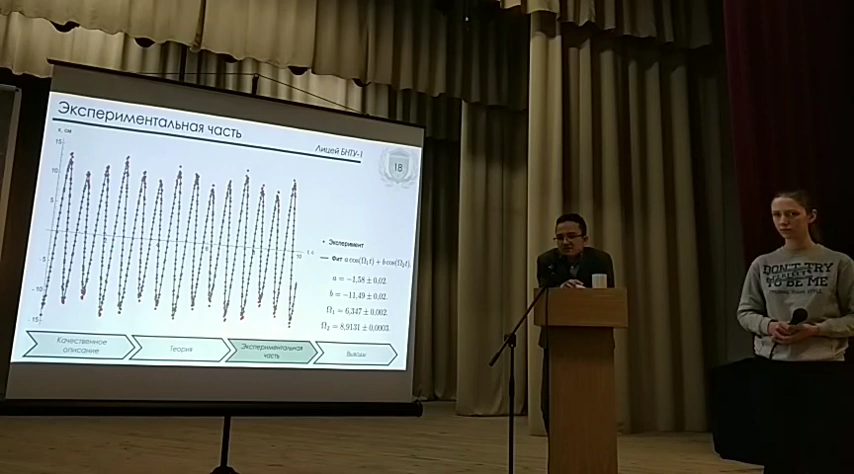 Экспериментальная часть
Лицей БНТУ-1
18
x, см
15
10
5
-5
-10
-15
10
t, c
• Эксперимент
— Фит a cos(Ω₁t) + b cos(Ω₂t)
a = −1,58 ± 0,02
b = −11,49 ± 0,02
Ω₁ = 6,347 ± 0,002
Ω₂ = 8,9131 ± 0,0003
Качественное
описание
Теория
Экспериментальная
часть
Выводы
DON'T TRY
TO BE ME